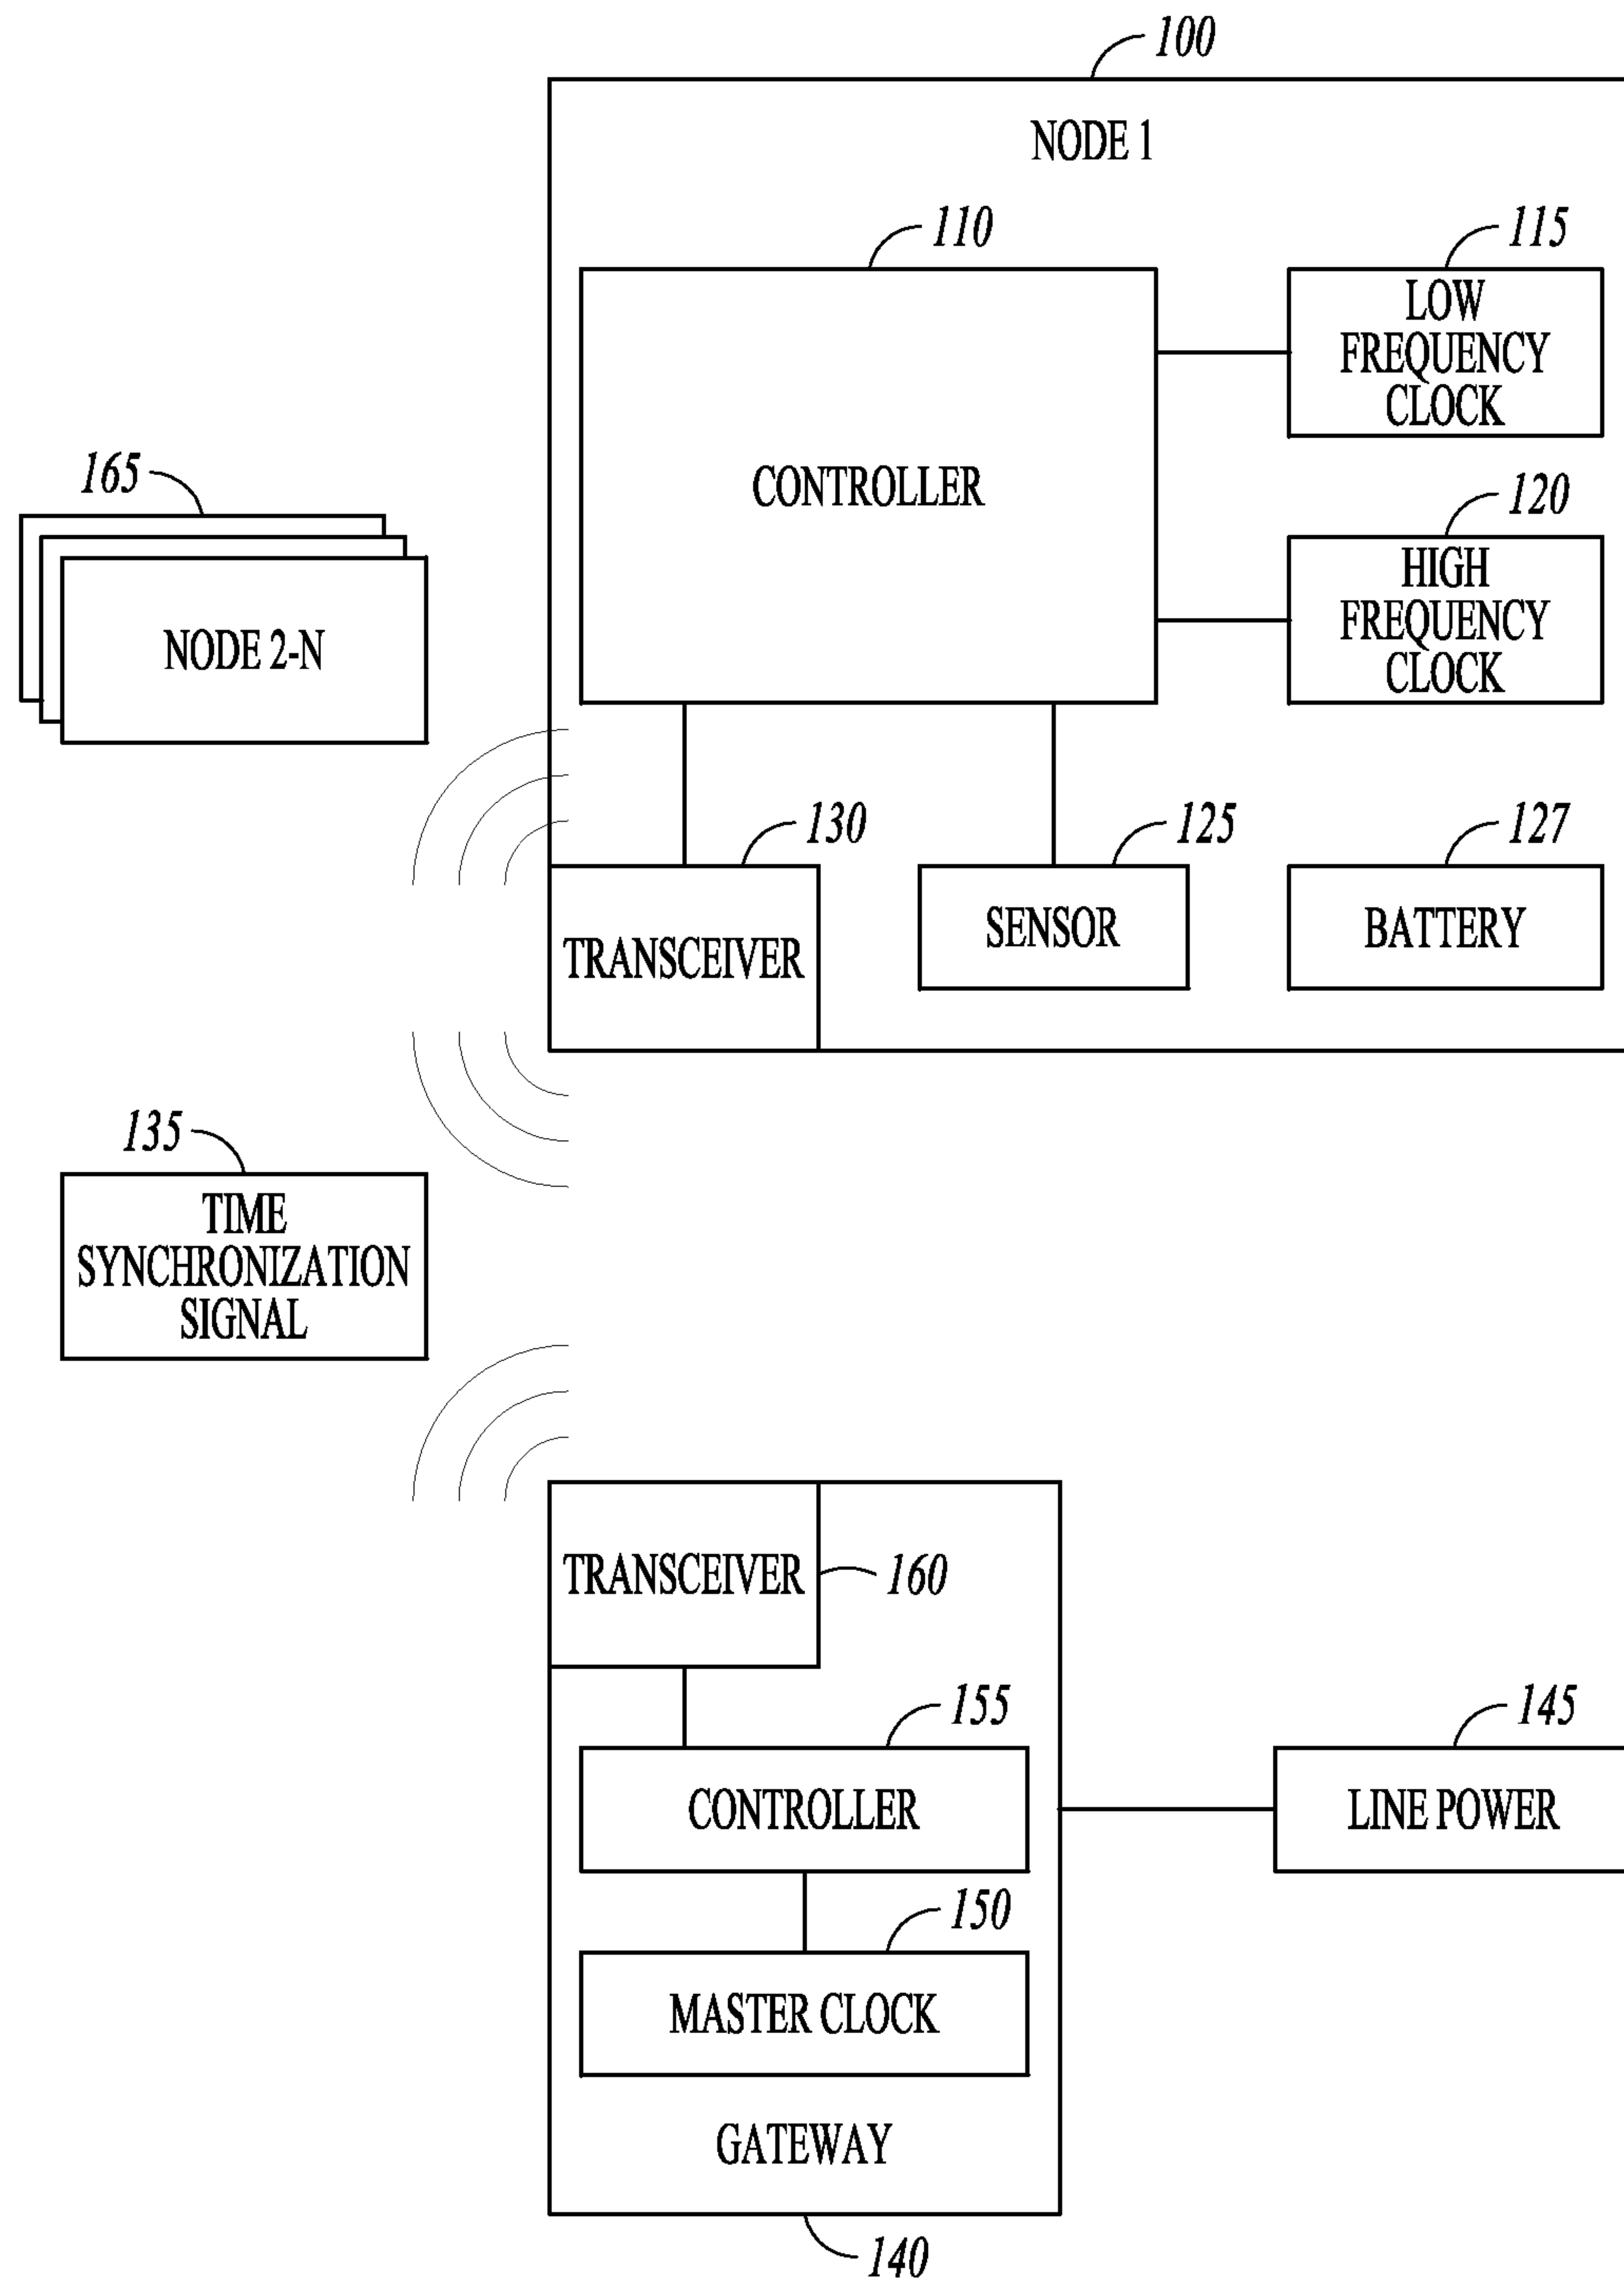 100
NODE 1
110
115
CONTROLLER
LOW
FREQUENCY
CLOCK
165
120
NODE 2-N
HIGH
FREQUENCY
CLOCK
130
125
127
TRANSCEIVER
SENSOR
BATTERY
135
TIME
SYNCHRONIZATION
SIGNAL
TRANSCEIVER
160
155
145
CONTROLLER
LINE POWER
150
MASTER CLOCK
GATEWAY
140